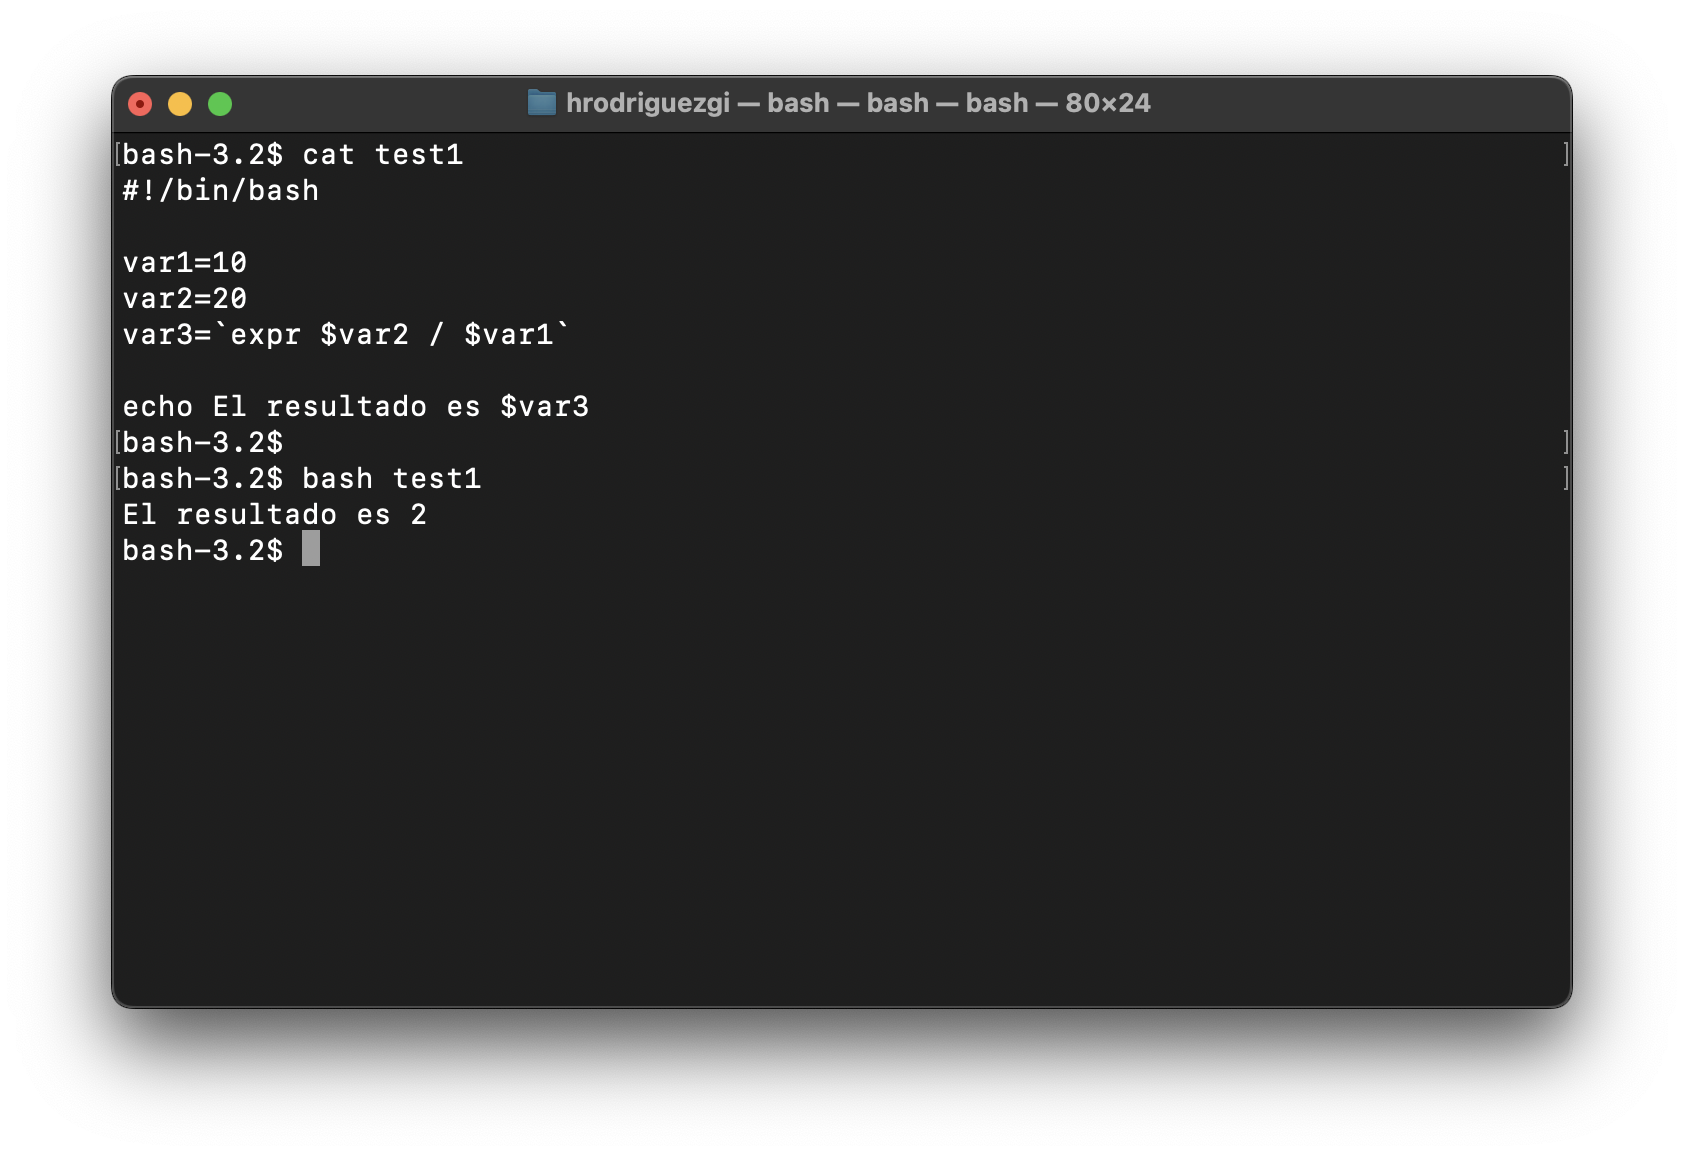 hrodriguezgi — bash — bash — bash — 80×24
[bash-3.2$ cat test1 ]
#!/bin/bash
var1=10
var2=20
var3=`expr $var2 / $var1`
echo El resultado es $var3
[bash-3.2$ ]
[bash-3.2$ bash test1 ]
El resultado es 2
bash-3.2$